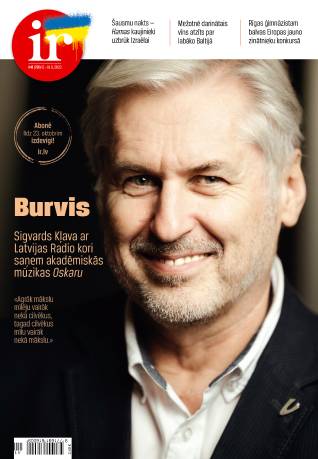 ir
Šausmu nakts –
Hamas kaujinieki
uzbrūk Izraēlai
Mežotnē darinātais
vīns atzīts par
labāko Baltijā
Rīgas ģimnāzistam
balvas Eiropas jauno
zinātnieku konkursā
Abonē
līdz 23. oktobrim
izdevīgi!
ir.lv
Burvis
Sigvards Kļava ar
Latvijas Radio kori
saņem akadēmiskās
mūzikas Oskaru
«Agrāk mākslu
mīlēju vairāk
nekā cilvēkus,
tagad cilvēkus
mīlu vairāk
nekā mākslu.»